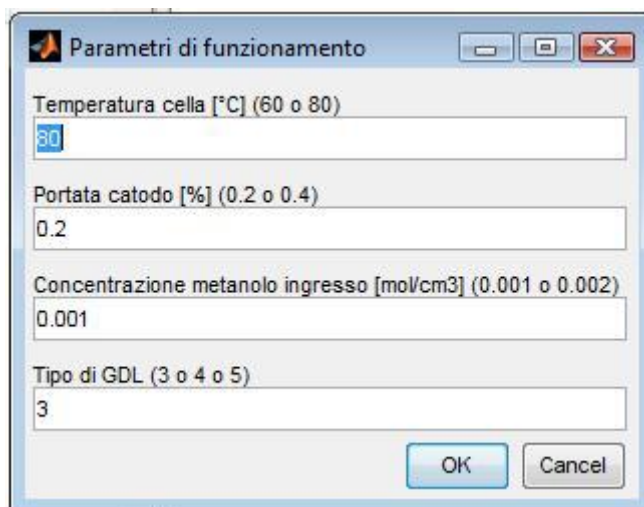 Parametri di funzionamento
Temperatura cella [°C] (60 o 80)
80
Portata catodo [%] (0.2 o 0.4)
0.2
Concentrazione metanolo ingresso [mol/cm3] (0.001 o 0.002)
0.001
Tipo di GDL (3 o 4 o 5)
3
OK Cancel